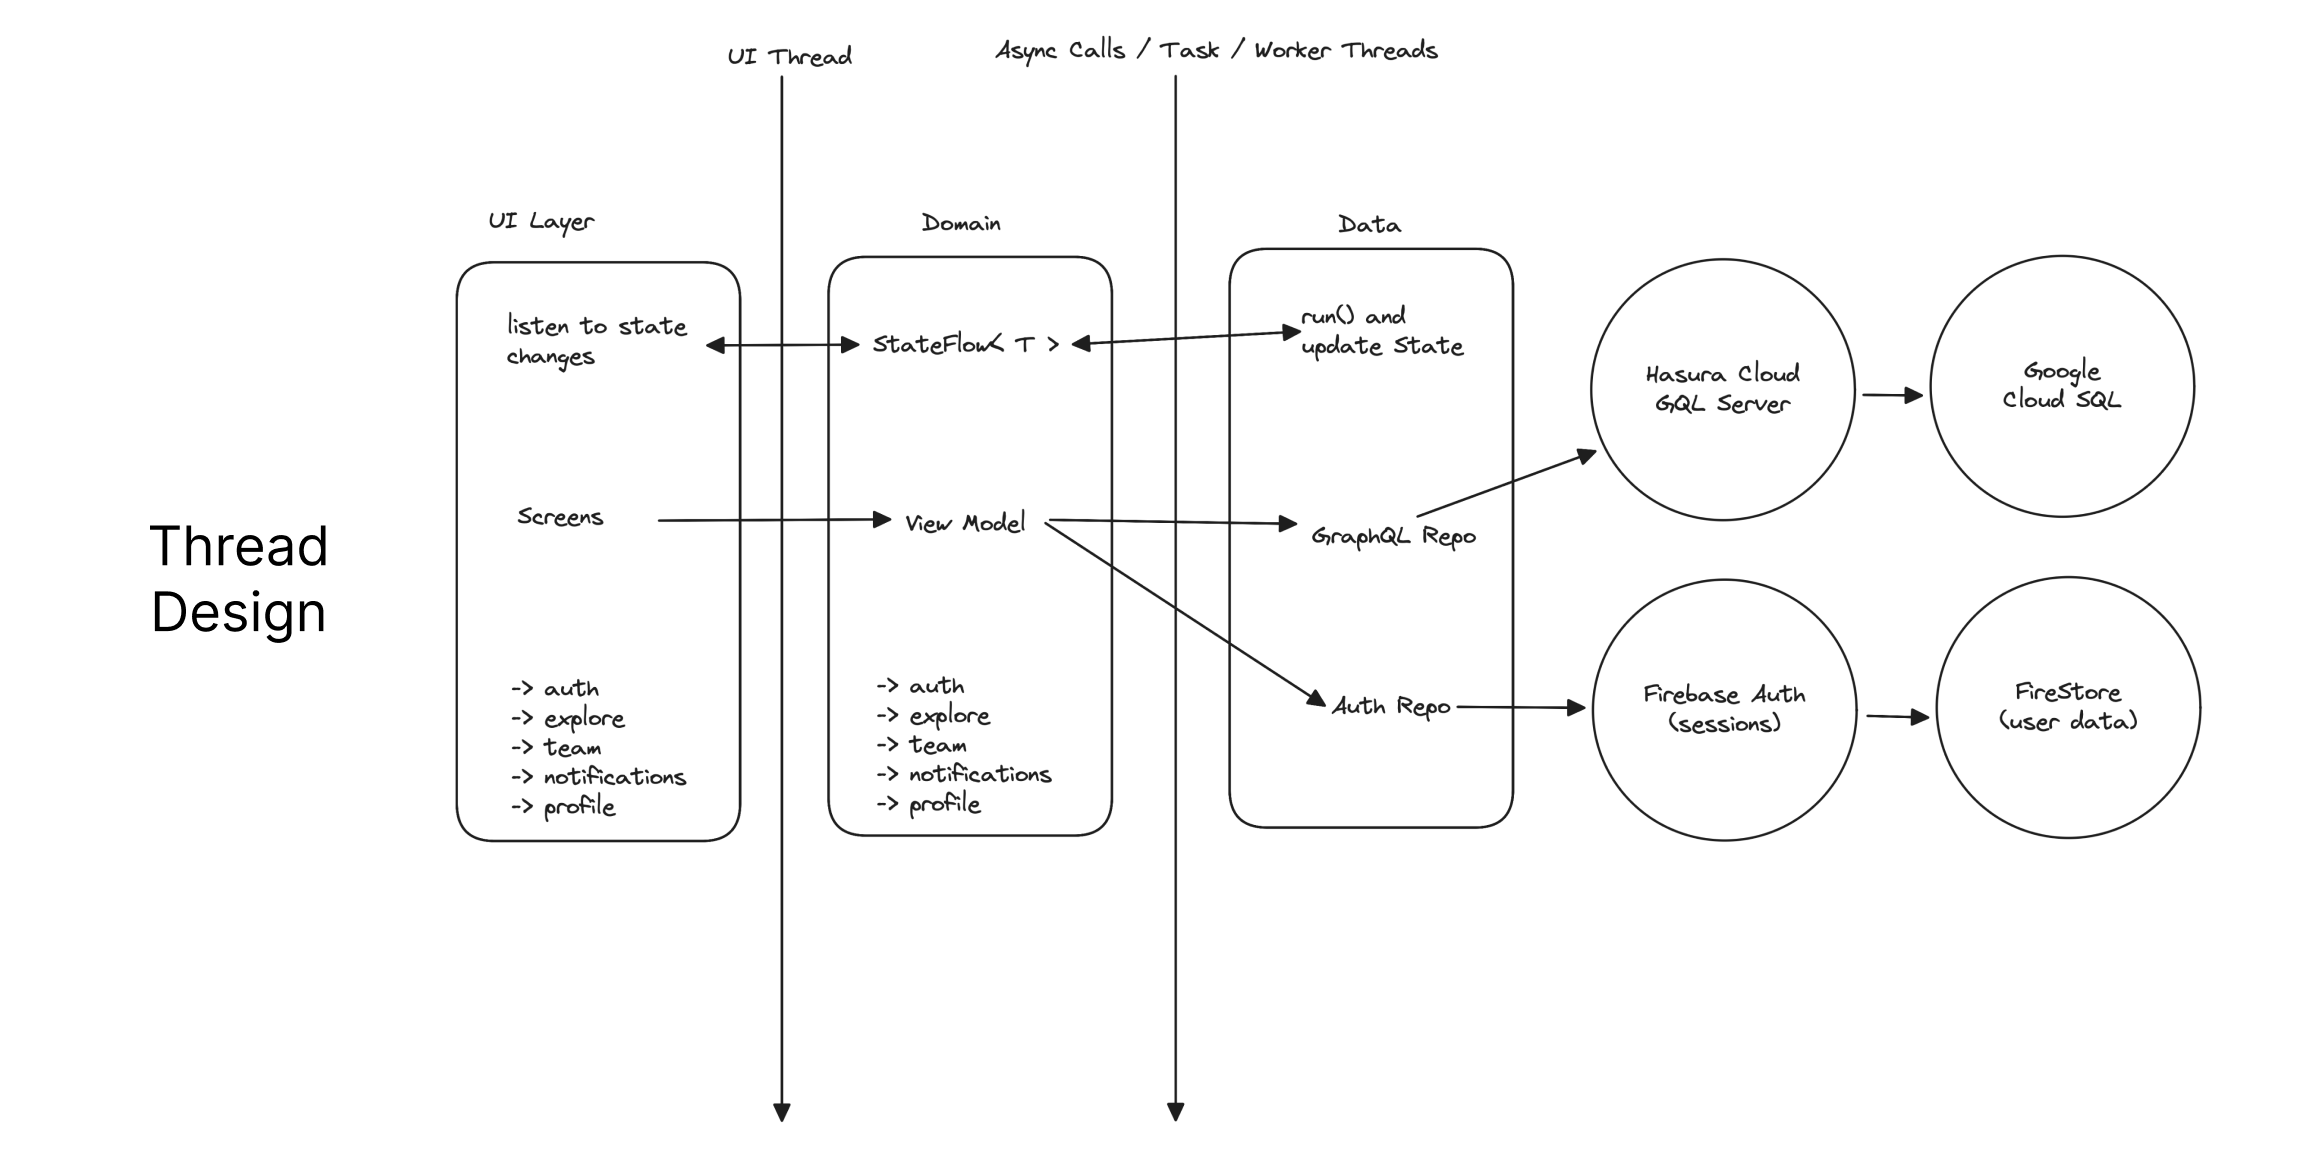 UI Thread
Async Calls / Task / Worker Threads
UI Layer
Domain
Data
listen to state
changes
StateFlow< T >
run() and
update State
Hasura Cloud
GQL Server
Google
Cloud SQL
Thread
Design
Screens
View Model
GraphQL Repo
Auth Repo
Firebase Auth
(sessions)
FireStore
(user data)
-> auth
-> explore
-> team
-> notifications
-> profile
-> auth
-> explore
-> team
-> notifications
-> profile